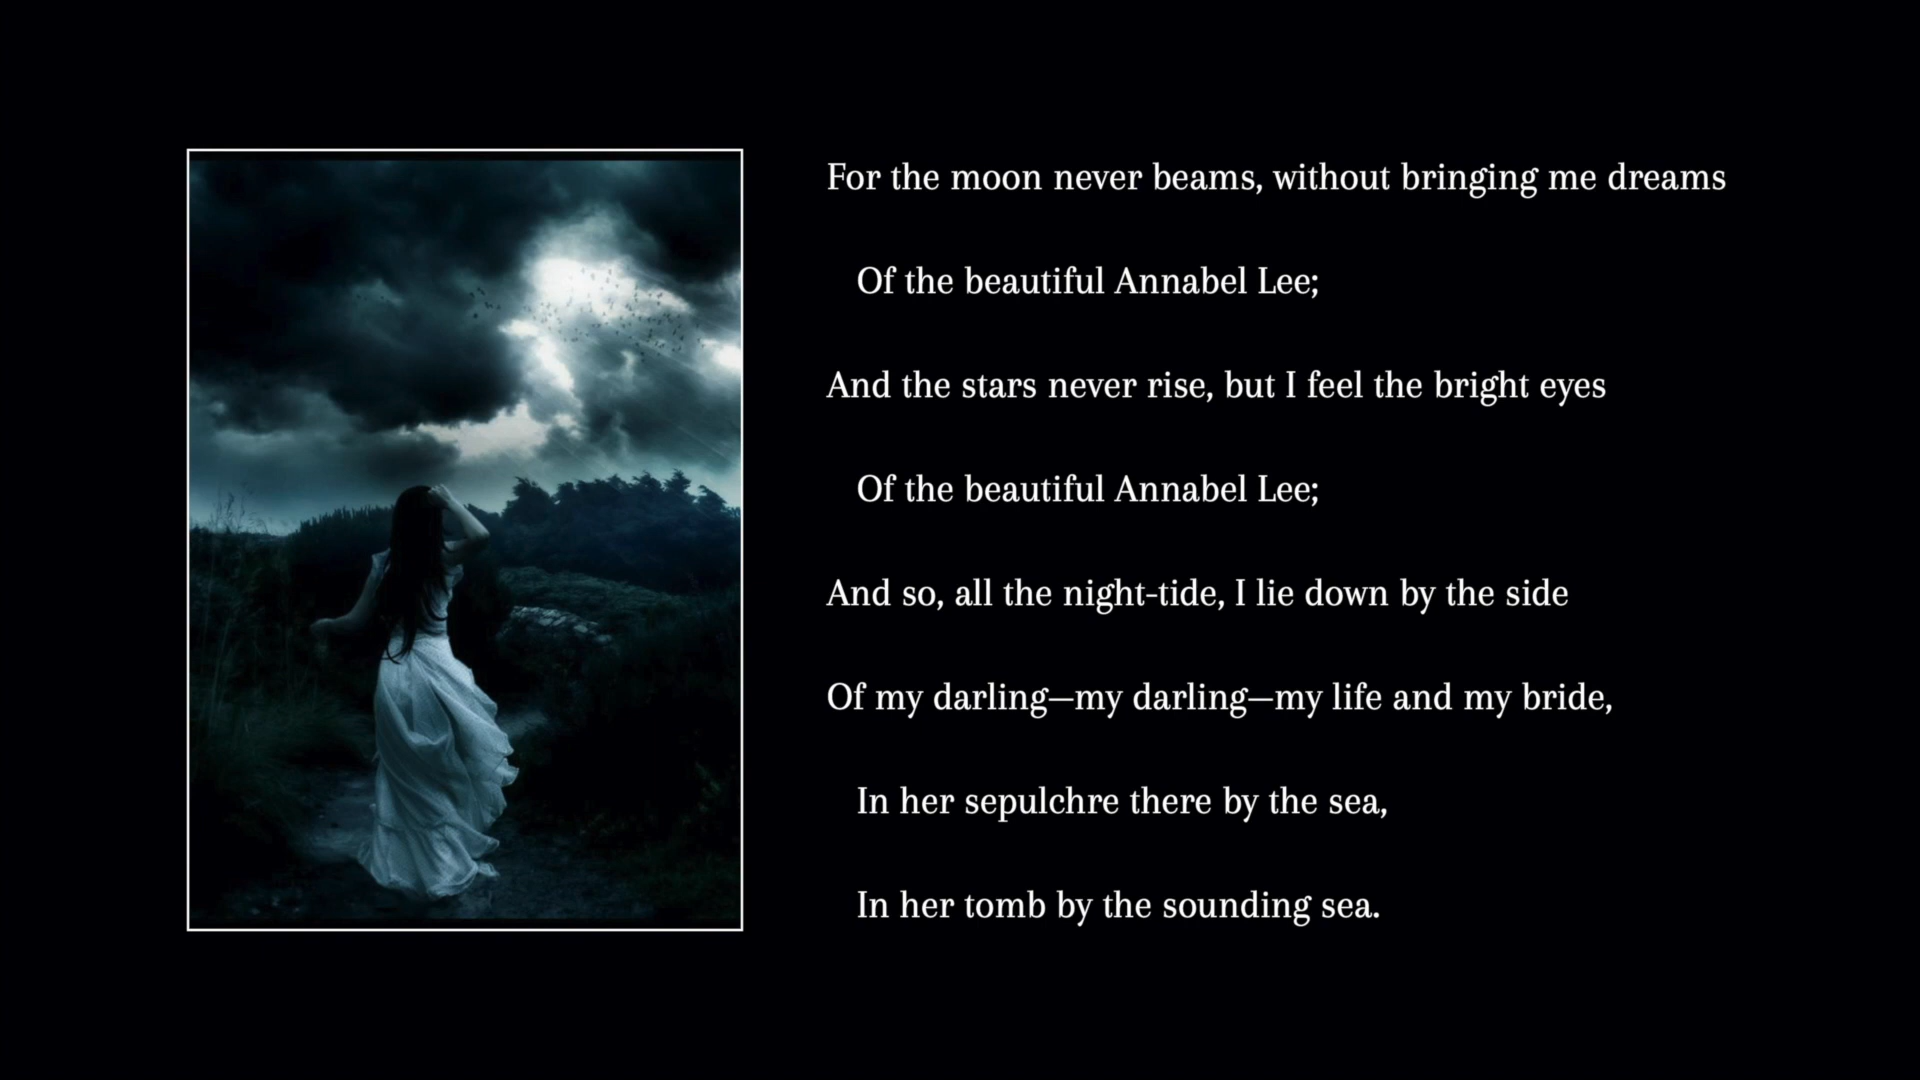 For the moon never beams, without bringing me dreams
Of the beautiful Annabel Lee;
And the stars never rise, but I feel the bright eyes
Of the beautiful Annabel Lee;
And so, all the night-tide, I lie down by the side
Of my darling—my darling—my life and my bride,
In her sepulchre there by the sea,
In her tomb by the sounding sea.